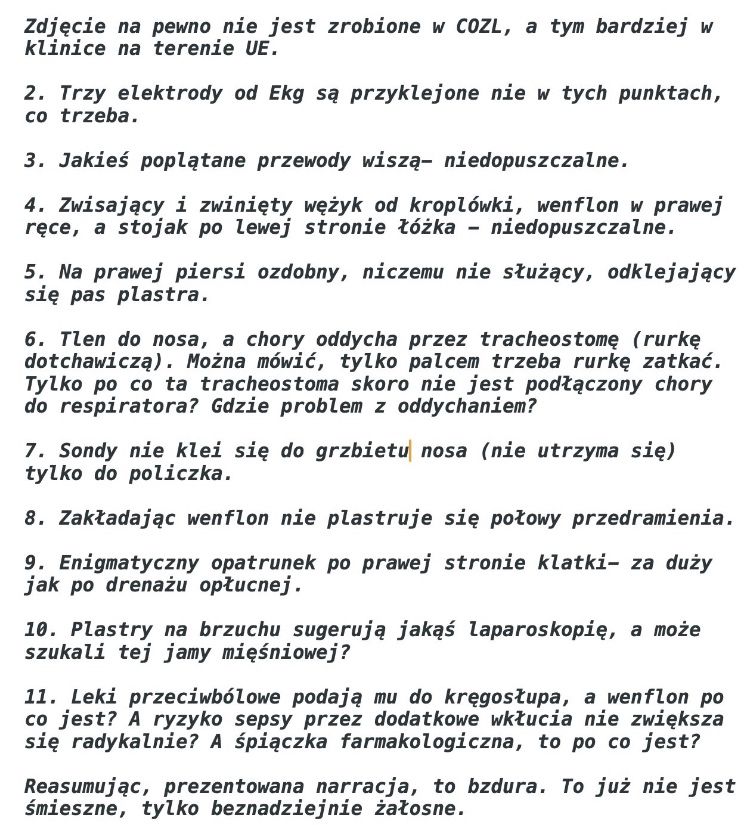 Zdjęcie na pewno nie jest zrobione w COZL, a tym bardziej w
klinice na terenie UE.
2. Trzy elektrody od Ekg są przyklejone nie w tych punktach,
co trzeba.
3. Jakieś poplątane przewody wiszą– niedopuszczalne.
4. Zwisający i zwinięty wężyk od kroplówki, wenflon w prawej
ręce, a stojak po lewej stronie łóżka – niedopuszczalne.
5. Na prawej piersi ozdobny, niczemu nie służący, odklejający
się pas plastra.
6. Tlen do nosa, a chory oddycha przez tracheostomę (rurkę
dotchawiczą). Można mówić, tylko palcem trzeba rurkę zatkać.
Tylko po co ta tracheostoma skoro nie jest podłączony chory
do respiratora? Gdzie problem z oddychaniem?
7. Sondy nie klei się do grzbietu nosa (nie utrzyma się)
tylko do policzka.
8. Zakładając wenflon nie plastruje się połowy przedramienia.
9. Enigmatyczny opatrunek po prawej stronie klatki– za duży
jak po drenażu opłucnej.
10. Plastry na brzuchu sugerują jakąś laparoskopię, a może
szukali tej jamy mięśniowej?
11. Leki przeciwbólowe podają mu do kręgosłupa, a wenflon po
co jest? A ryzyko sepsy przez dodatkowe wkłucia nie zwiększa
się radykalnie? A śpiączka farmakologiczna, to po co jest?
Reasumując, prezentowana narracja, to bzdura. To już nie jest
śmieszne, tylko beznadziejnie żałosne.